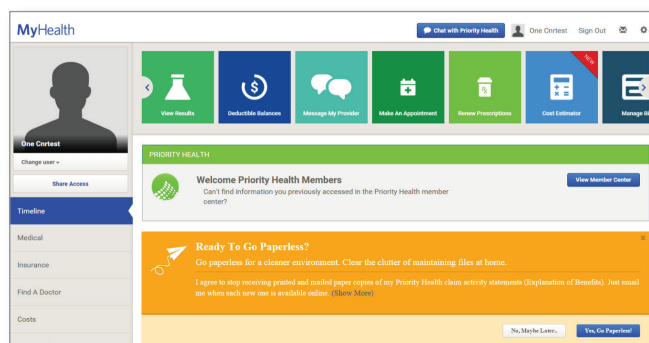 MyHealth
Chat with Priority Health
One Cnrtest
Sign Out
View Results
Deductible Balances
Message My Provider
Make An Appointment
Renew Prescriptions
Cost Estimator
NEW
One Cnrtest
Change user
Share Access
Timeline
Medical
Insurance
Find A Doctor
Costs
PRIORITY HEALTH
Welcome Priority Health Members
Can't find information you previously accessed in the Priority Health member
center?
View Member Center
Ready To Go Paperless?
Go paperless for a cleaner environment. Clear the clutter of maintaining files at home.
I agree to stop receiving printed and mailed paper copies of my Priority Health claim activity statements (Explanation of Benefits). Just email
me when each new one is available online. (Show More)
No, Maybe Later..
Yes, Go Paperless!